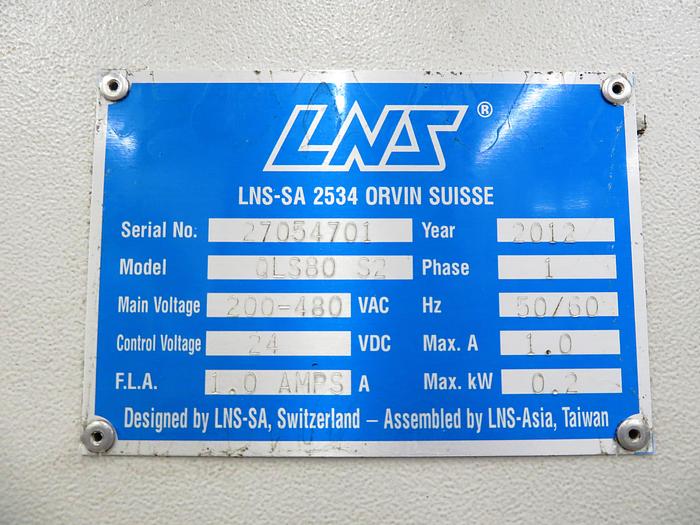 LNS®
LNS-SA 2534 ORVIN SUISSE
Serial No. 27054701 Year 2012
Model QLS80 S2 Phase 1
Main Voltage 200-480 VAC Hz 50/60
Control Voltage 24 VDC Max. A 1.0
F.L.A. 1.0 AMPS A Max. kW 0.2
Designed by LNS-SA, Switzerland – Assembled by LNS-Asia, Taiwan